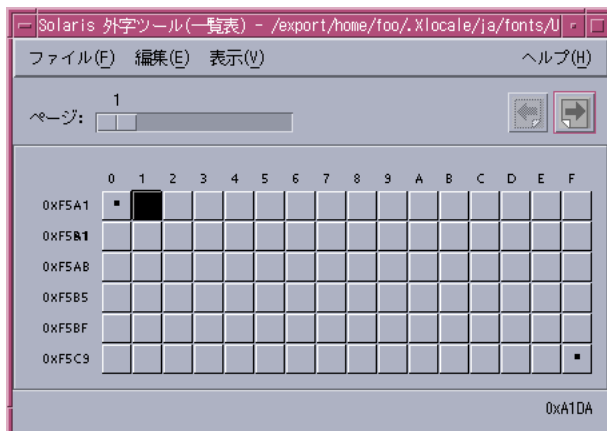 Solaris 外字ツール(一覧表) - /export/home/foo/.Xlocale/ja/fonts/U
ファイル(F) 編集(E) 表示(V) ヘルプ(H)
1
ページ:
0 1 2 3 4 5 6 7 8 9 A B C D E F
0XF5A1
0XF5A1
0XF5AB
0XF5B5
0XF5BF
0XF5C9
0xA1DA